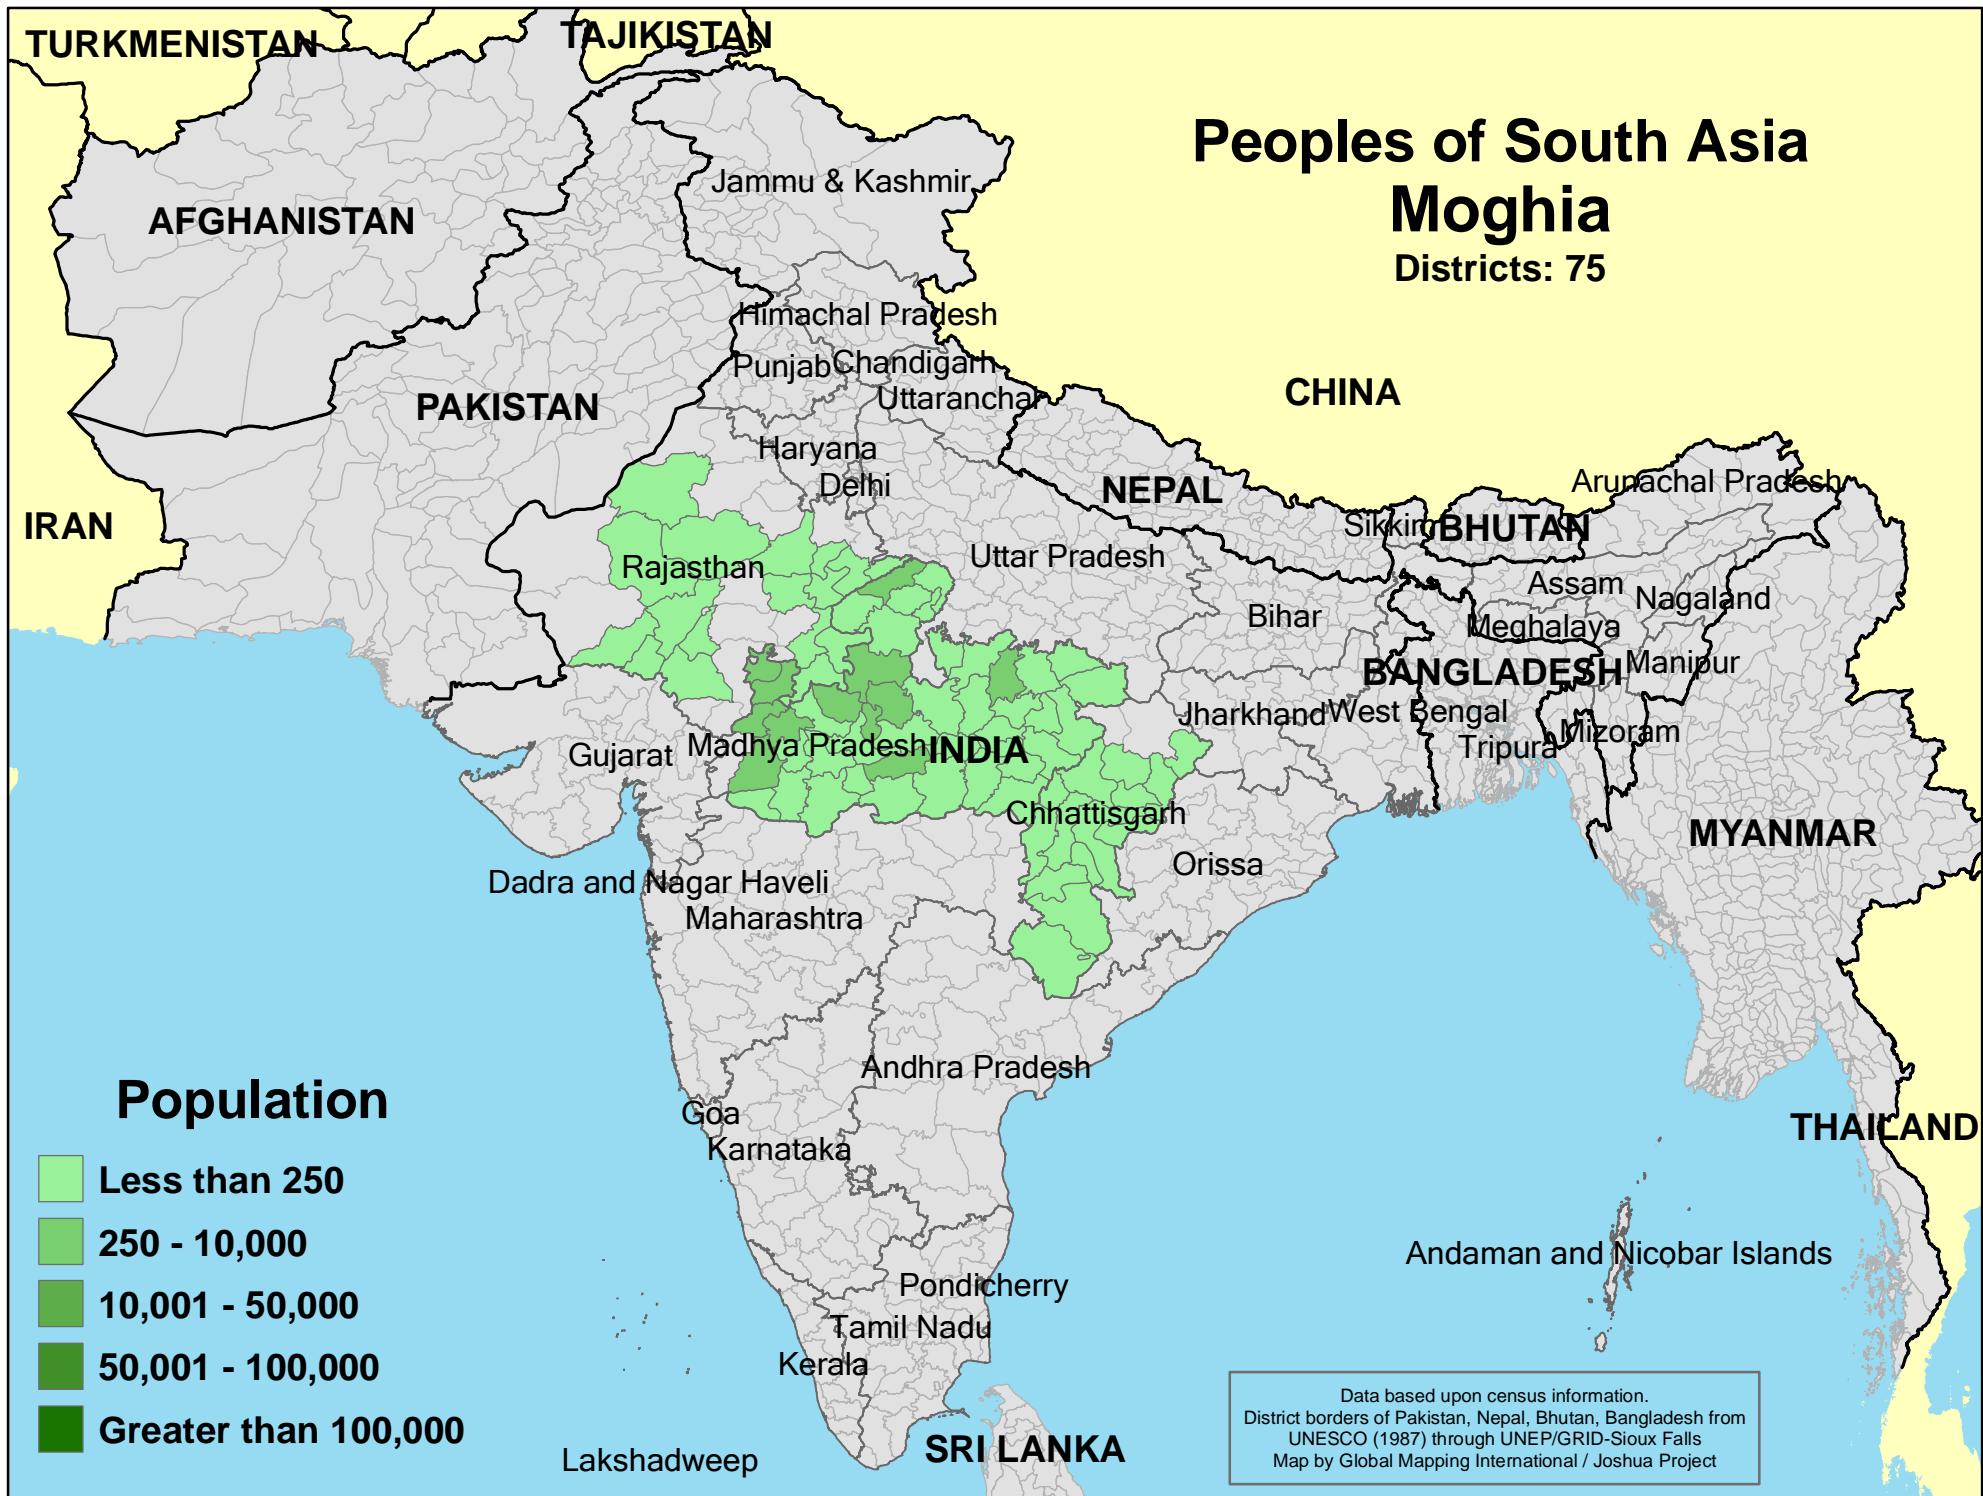 TURKMENISTAN
TAJIKISTAN
Peoples of South Asia
Moghia
Districts: 75
Jammu & Kashmir
AFGHANISTAN
Himachal Pradesh
Punjab
Chandigarh
Uttaranchal
CHINA
PAKISTAN
Haryana
Delhi
NEPAL
Arunachal Pradesh
IRAN
Sikkim
BHUTAN
Rajasthan
Uttar Pradesh
Assam
Nagaland
Bihar
Meghalaya
BANGLADESH
Manipur
Jharkhand
West Bengal
Tripura
Mizoram
Gujarat
Madhya Pradesh
INDIA
Chhattisgarh
MYANMAR
Orissa
Dadra and Nagar Haveli
Maharashtra
Andhra Pradesh
Goa
Karnataka
THAILAND
Andaman and Nicobar Islands
Pondicherry
Tamil Nadu
Kerala
Lakshadweep
SRI LANKA
Population
Less than 250
250 - 10,000
10,001 - 50,000
50,001 - 100,000
Greater than 100,000
Data based upon census information.
District borders of Pakistan, Nepal, Bhutan, Bangladesh from
UNESCO (1987) through UNEP/GRID-Sioux Falls
Map by Global Mapping International / Joshua Project